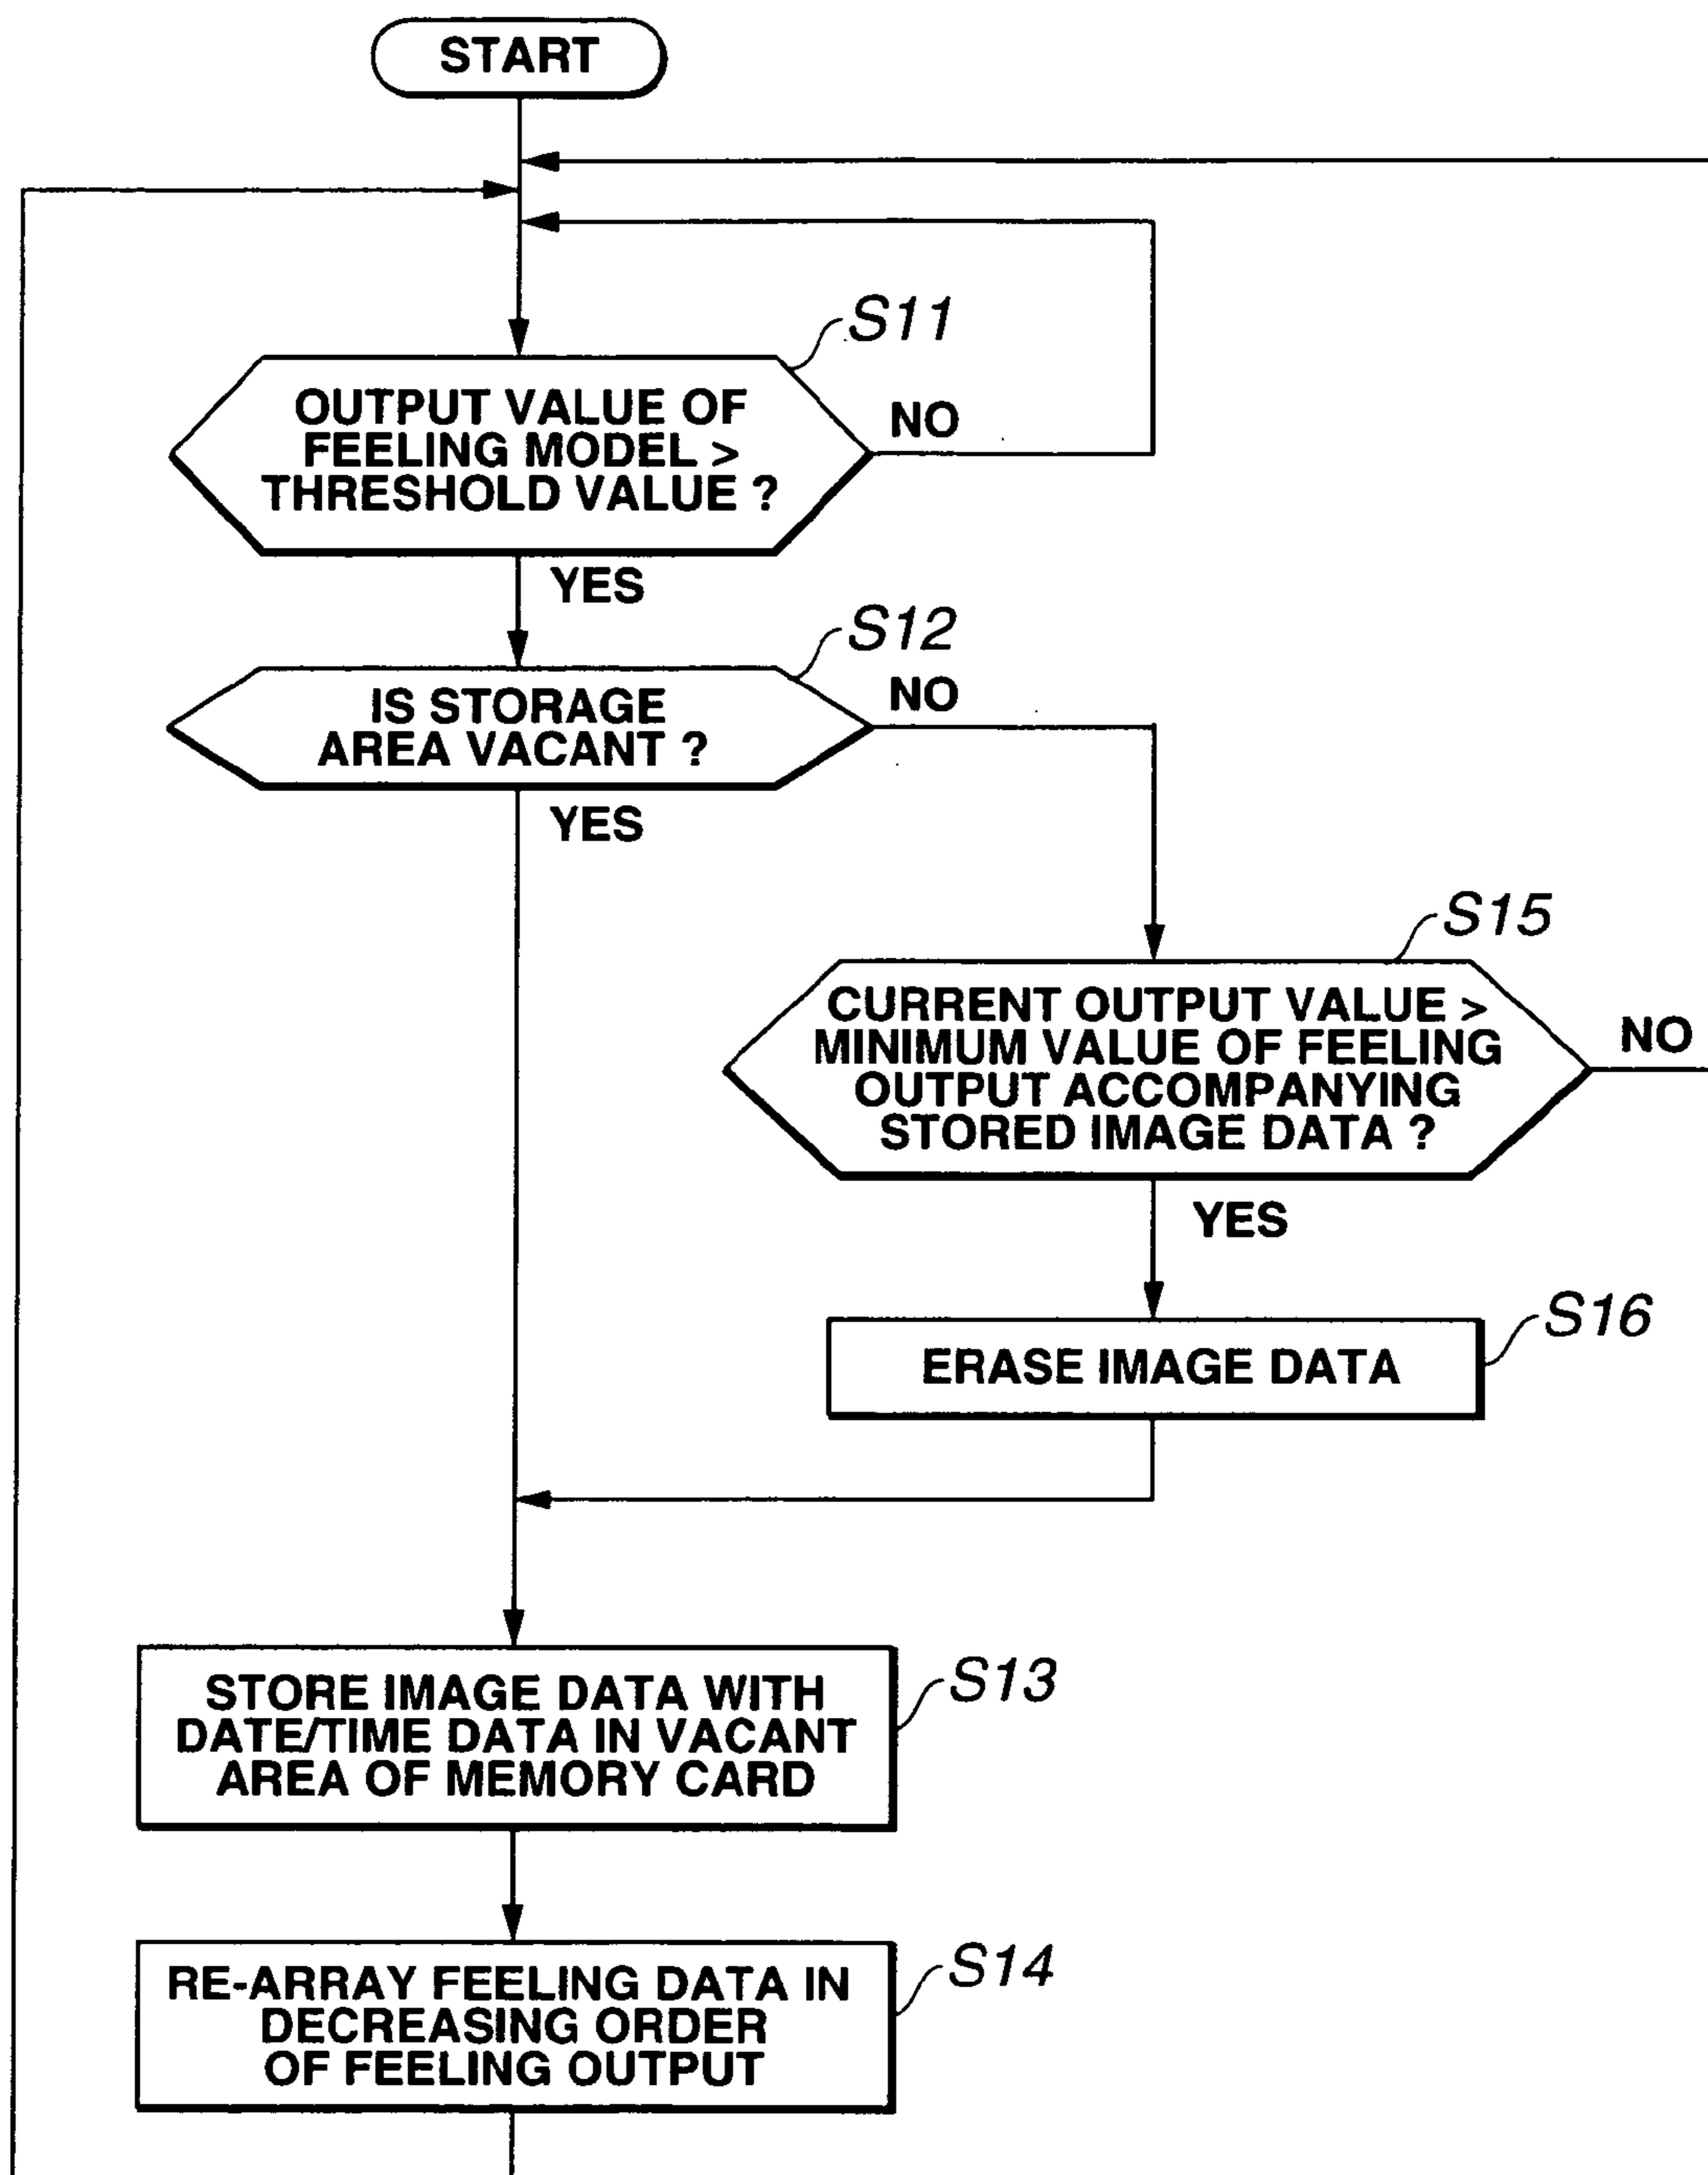 START
S11
OUTPUT VALUE OF
FEELING MODEL >
THRESHOLD VALUE ?
NO
YES
S12
IS STORAGE
AREA VACANT ?
NO
YES
S15
CURRENT OUTPUT VALUE >
MINIMUM VALUE OF FEELING
OUTPUT ACCOMPANYING
STORED IMAGE DATA ?
NO
YES
S16
ERASE IMAGE DATA
S13
STORE IMAGE DATA WITH
DATE/TIME DATA IN VACANT
AREA OF MEMORY CARD
S14
RE-ARRAY FEELING DATA IN
DECREASING ORDER
OF FEELING OUTPUT